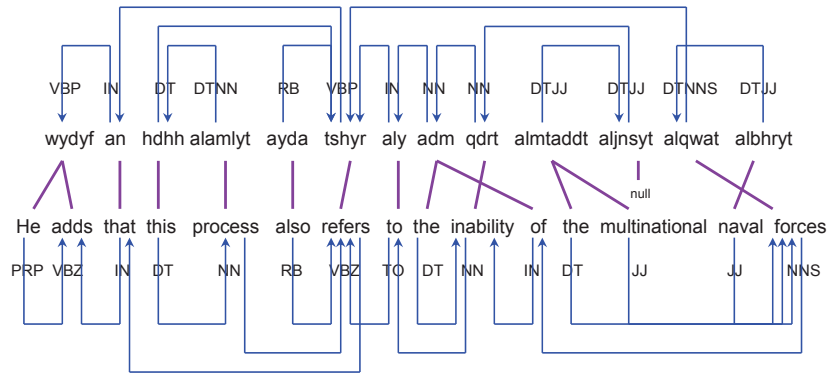 VBP IN DT DTNN RB VBP IN NN NN DTJJ DTJJ DTNNS DTJJ
wydyf an hdhh alamlyt ayda tshyr aly adm qdrt almtaddt aljnsyt alqwat albhryt
null
He adds that this process also refers to the inability of the multinational naval forces
PRP VBZ IN DT NN RB VBZ TO DT NN IN DT JJ JJ NNS